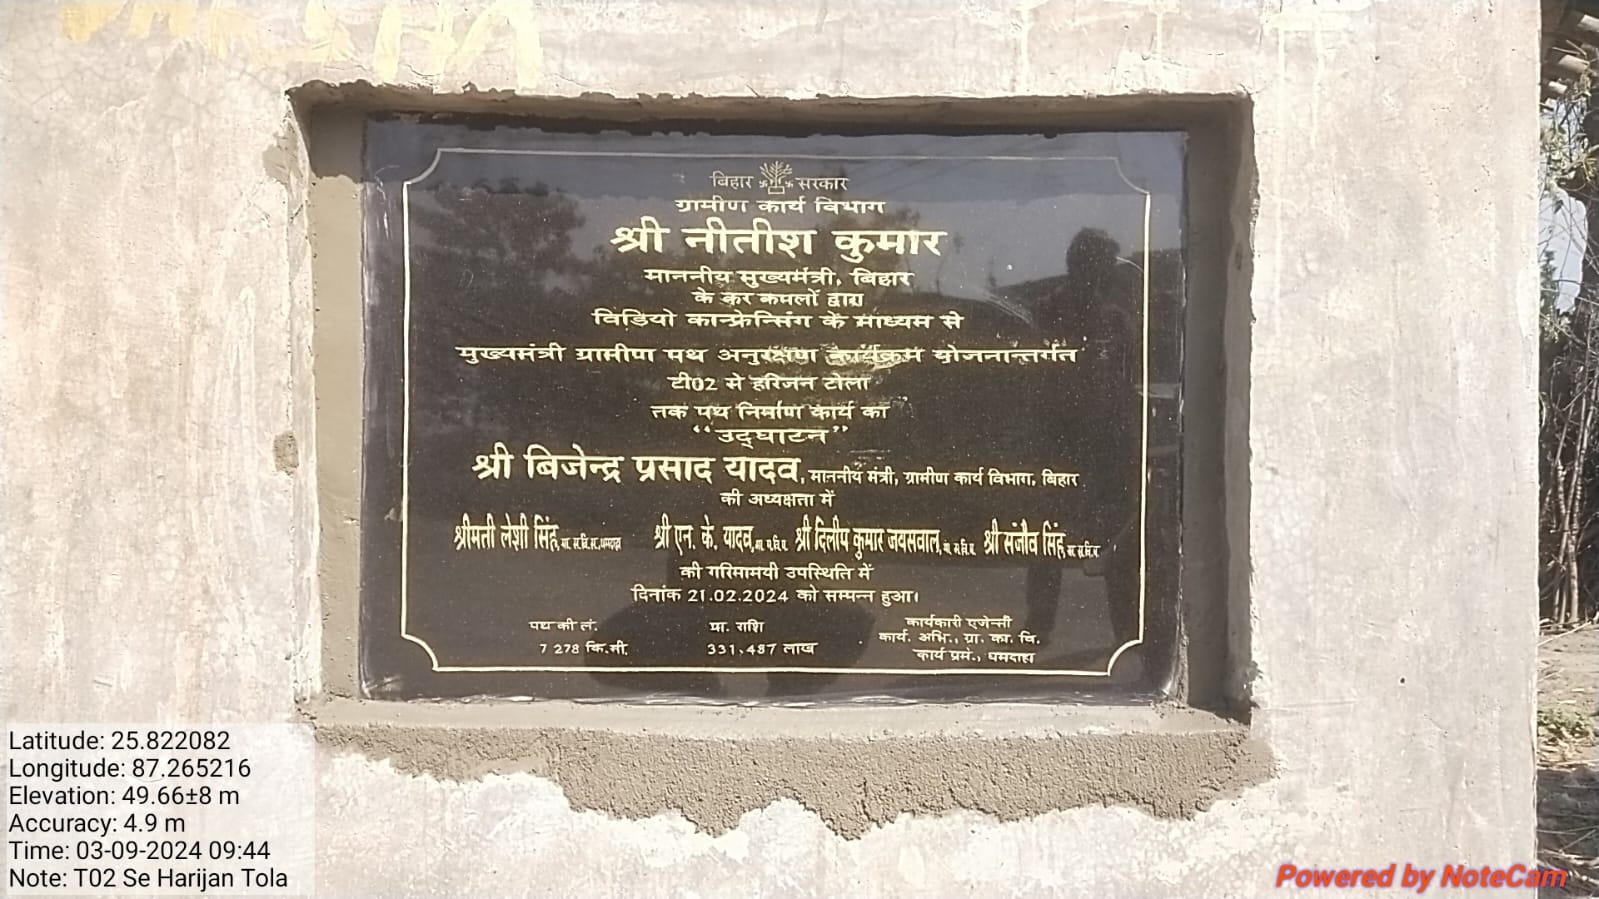 बिहार सरकार
ग्रामीण कार्य विभाग
श्री नीतीश कुमार
माननीय मुख्यमंत्री, बिहार
के कर कमलों द्वारा
विडियो कान्फ्रेन्सिंग के माध्यम से
मुख्यमंत्री ग्रामीण पथ अनुरक्षण कार्यक्रम योजनान्तर्गत
टी02 से हरिजन टोला
तक पथ निर्माण कार्य का
“उद्घाटन”
श्री बिजेन्द्र प्रसाद यादव, माननीय मंत्री, ग्रामीण कार्य विभाग, बिहार
की अध्यक्षता में
श्रीमती लेशी सिंह, श्री एन. के. यादव, श्री दिलीप कुमार जयसवाल, श्री संजीव सिंह,
की गरिमामयी उपस्थिति में
दिनांक 21.02.2024 को सम्पन्न हुआ।
पथ की लं. प्रा. राशि कार्यकारी एजेन्सी
7 278 कि.मी. 331.487 लाख कार्य. अभि., ग्रा. का. वि.
कार्य प्रमं., धमदाहा
Latitude: 25.822082
Longitude: 87.265216
Elevation: 49.66±8 m
Accuracy: 4.9 m
Time: 03-09-2024 09:44
Note: T02 Se Harijan Tola
Powered by NoteCam